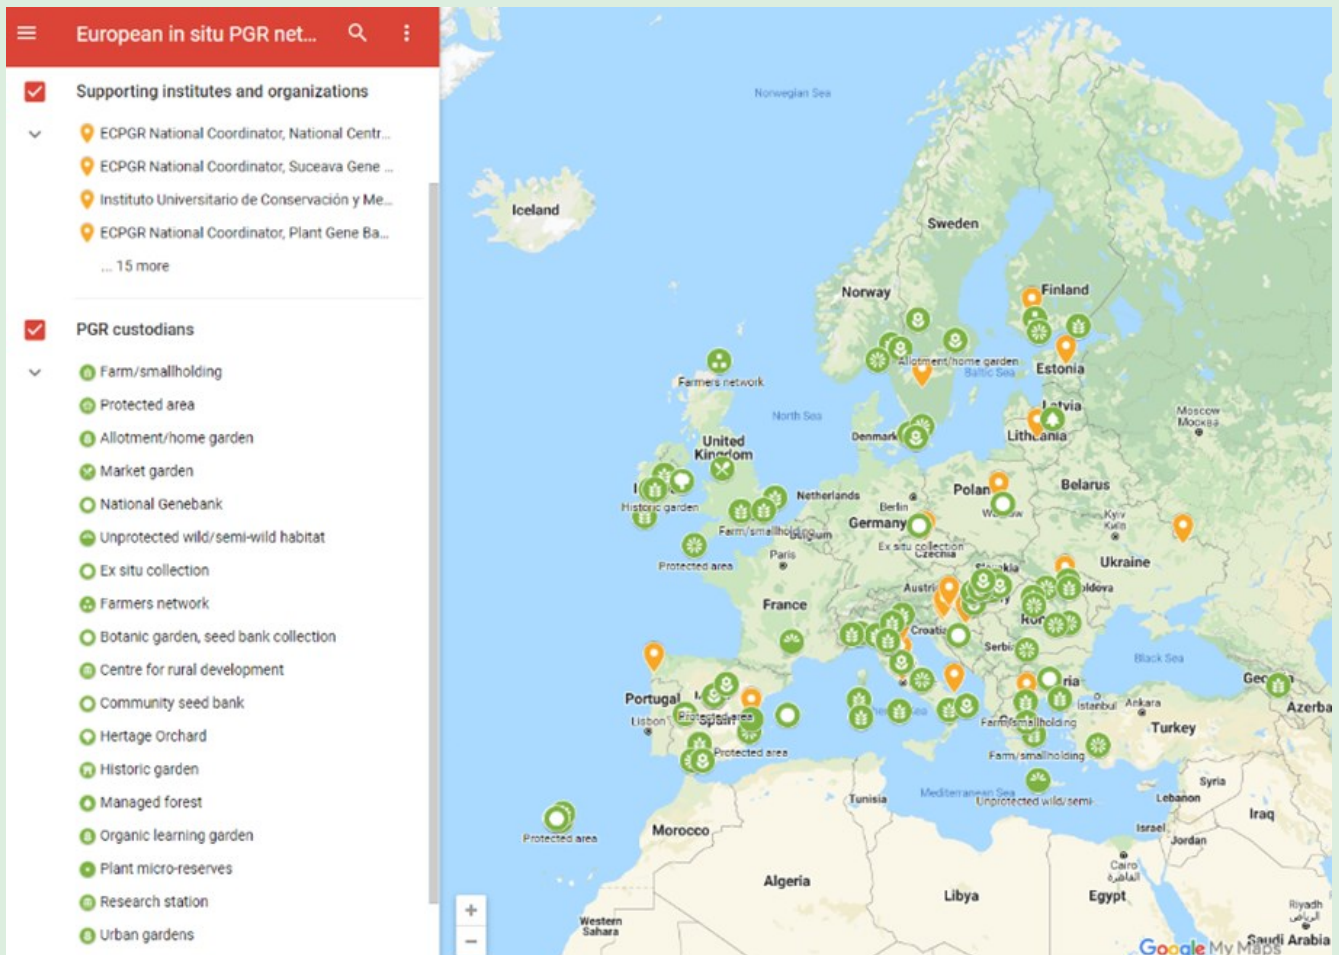 European in situ PGR net...
Supporting institutes and organizations
ECPGR National Coordinator, National Centr...
ECPGR National Coordinator, Suceava Gene ...
Instituto Universitario de Conservación y Me...
ECPGR National Coordinator, Plant Gene Ba...
... 15 more
PGR custodians
Farm/smallholding
Protected area
Allotment/home garden
Market garden
National Genebank
Unprotected wild/semi-wild habitat
Ex situ collection
Farmers network
Botanic garden, seed bank collection
Centre for rural development
Community seed bank
Hertage Orchard
Historic garden
Managed forest
Organic learning garden
Plant micro-reserves
Research station
Urban gardens
Norwegian Sea
Iceland
Sweden
Norway
Finland
Allotment/home garden
Baltic Sea
Estonia
Farmers network
Latvia
North Sea
Moscow
Москва
Denmark
Lithuania
United
Kingdom
Netherlands
Berlin
Belarus
Historic garden
Germany
Kyiv
Київ
Farm/smallholding
Ex situ collection
Czechia
Paris
Protected area
Ukraine
France
Croatia
Black Sea
Portugal
Lisbon
Protected area
Spain
Istanbul
Ankara
Farm/smallholding
Turkey
Protected area
Farm/smallholding
Mediterranean Sea
Unprotected wild/semi-
Tunisia
Syria
Lebanon
Iraq
Israel
Jordan
Protected area
Morocco
Cairo
القاهرة
Algeria
Libya
Egypt
Western
Sahara
Riyadh
الرياض
Saudi Arabia
Google My Maps